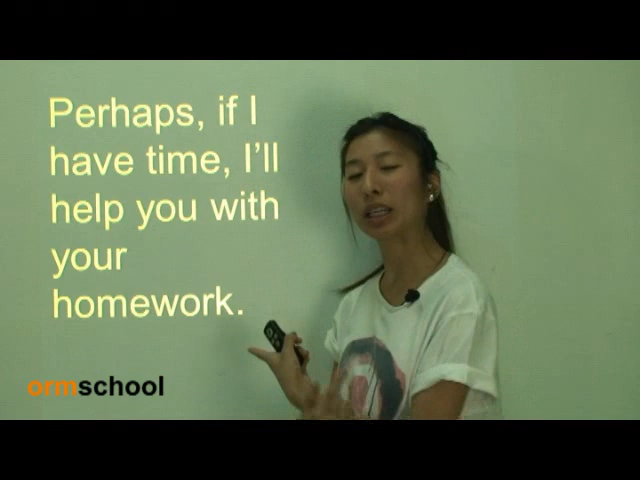 Perhaps, if I
have time, I'll
help you with
your
homework.
ormschool